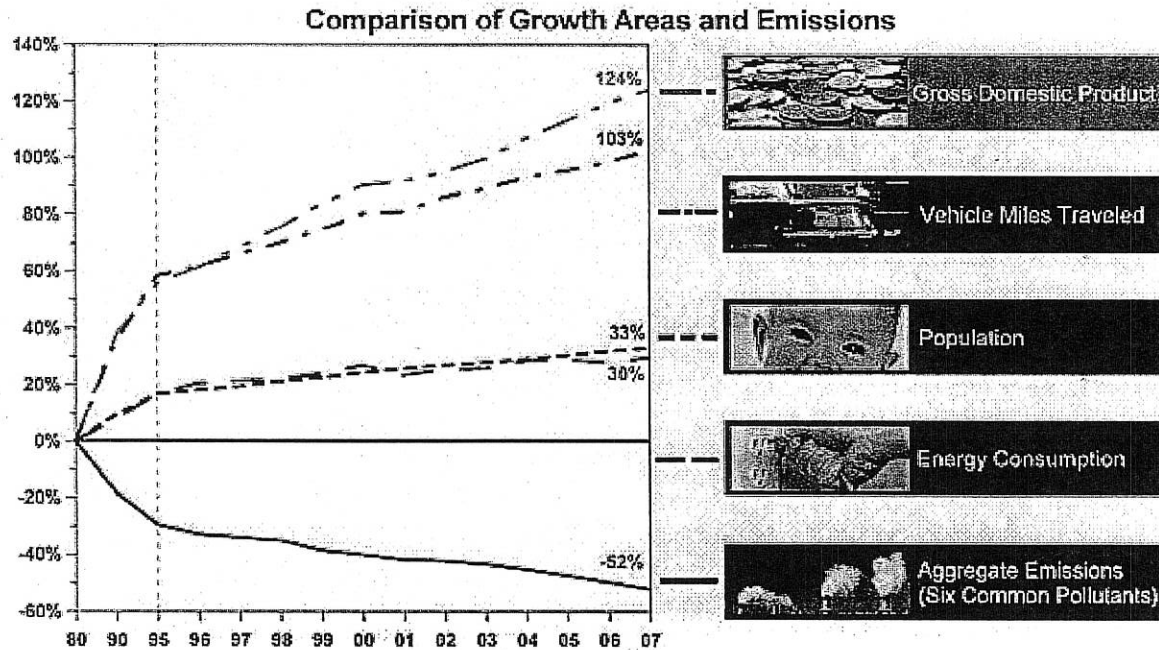 Comparison of Growth Areas and Emissions
140%
120%
100%
80%
60%
40%
20%
0%
-20%
-40%
-60%
124%
103%
33%
30%
-52%
80 90 95 96 97 98 99 00 01 02 03 04 05 06 07
Gross Domestic Product
Vehicle Miles Traveled
Population
Energy Consumption
Aggregate Emissions
(Six Common Pollutants)